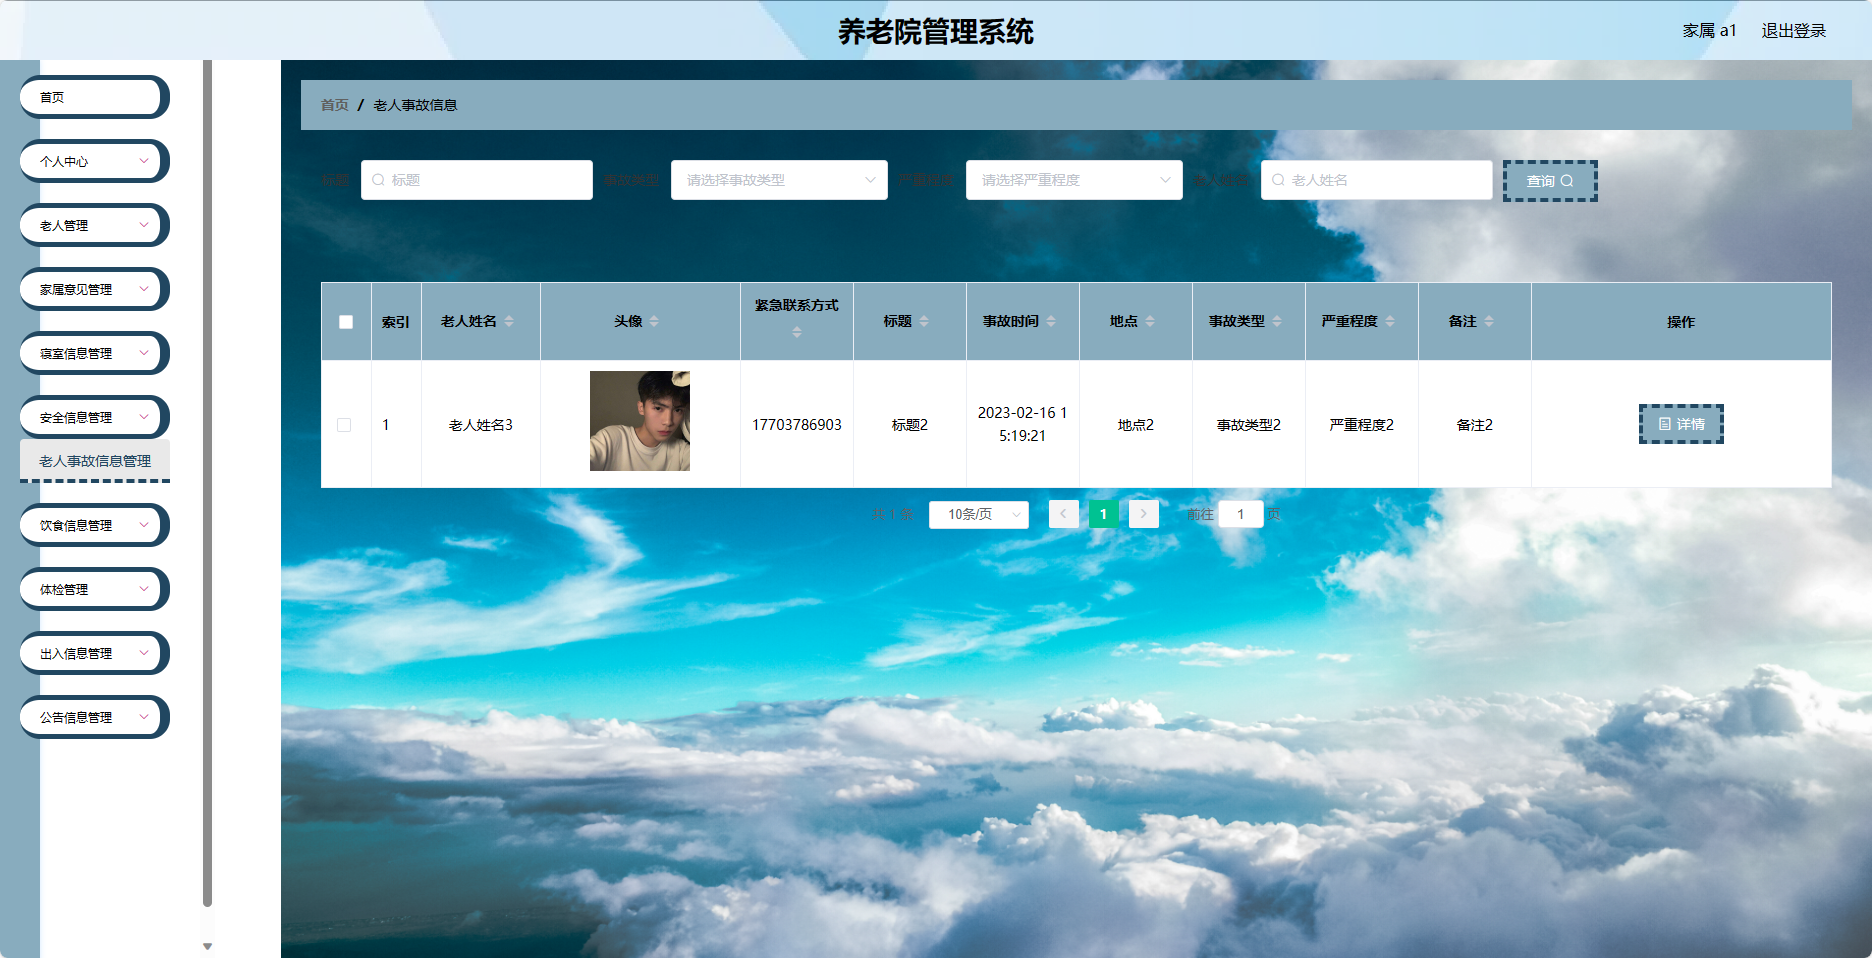 养老院管理系统
家属 a1 退出登录
首页
个人中心
老人管理
家属意见管理
寝室信息管理
安全信息管理
老人事故信息管理
饮食信息管理
体检管理
出入信息管理
公告信息管理
首页 / 老人事故信息
标题 标题 事故类型 请选择事故类型 严重程度 请选择严重程度 老人姓名 老人姓名 查询
索引 老人姓名 头像 紧急联系方式 标题 事故时间 地点 事故类型 严重程度 备注 操作
1 老人姓名3 17703786903 标题2 2023-02-16 1
5:19:21 地点2 事故类型2 严重程度2 备注2 详情
共 1 条 10条/页 1 前往 1 页